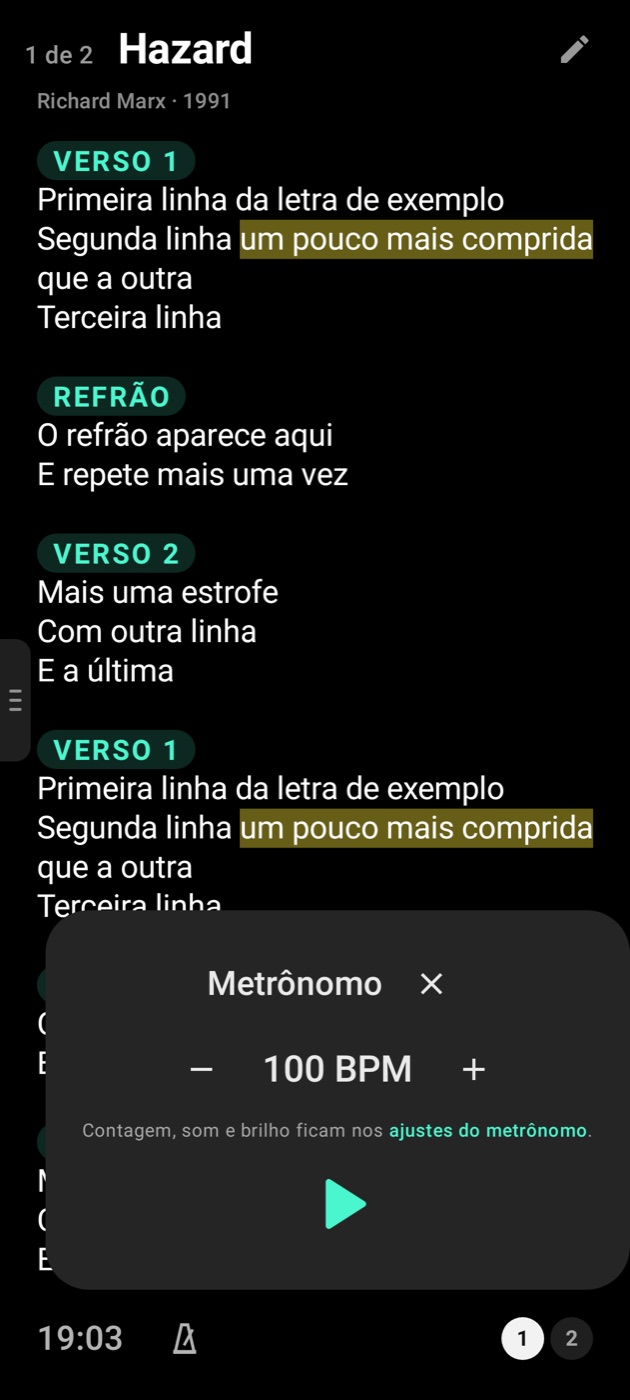 1 de 2 Hazard
Richard Marx · 1991
VERSO 1
Primeira linha da letra de exemplo
Segunda linha um pouco mais comprida
que a outra
Terceira linha
REFRÃO
O refrão aparece aqui
E repete mais uma vez
VERSO 2
Mais uma estrofe
Com outra linha
E a última
VERSO 1
Primeira linha da letra de exemplo
Segunda linha um pouco mais comprida
que a outra
Terceira linha
Metrônomo
− 100 BPM +
Contagem, som e brilho ficam nos ajustes do metrônomo.
19:03
1 2